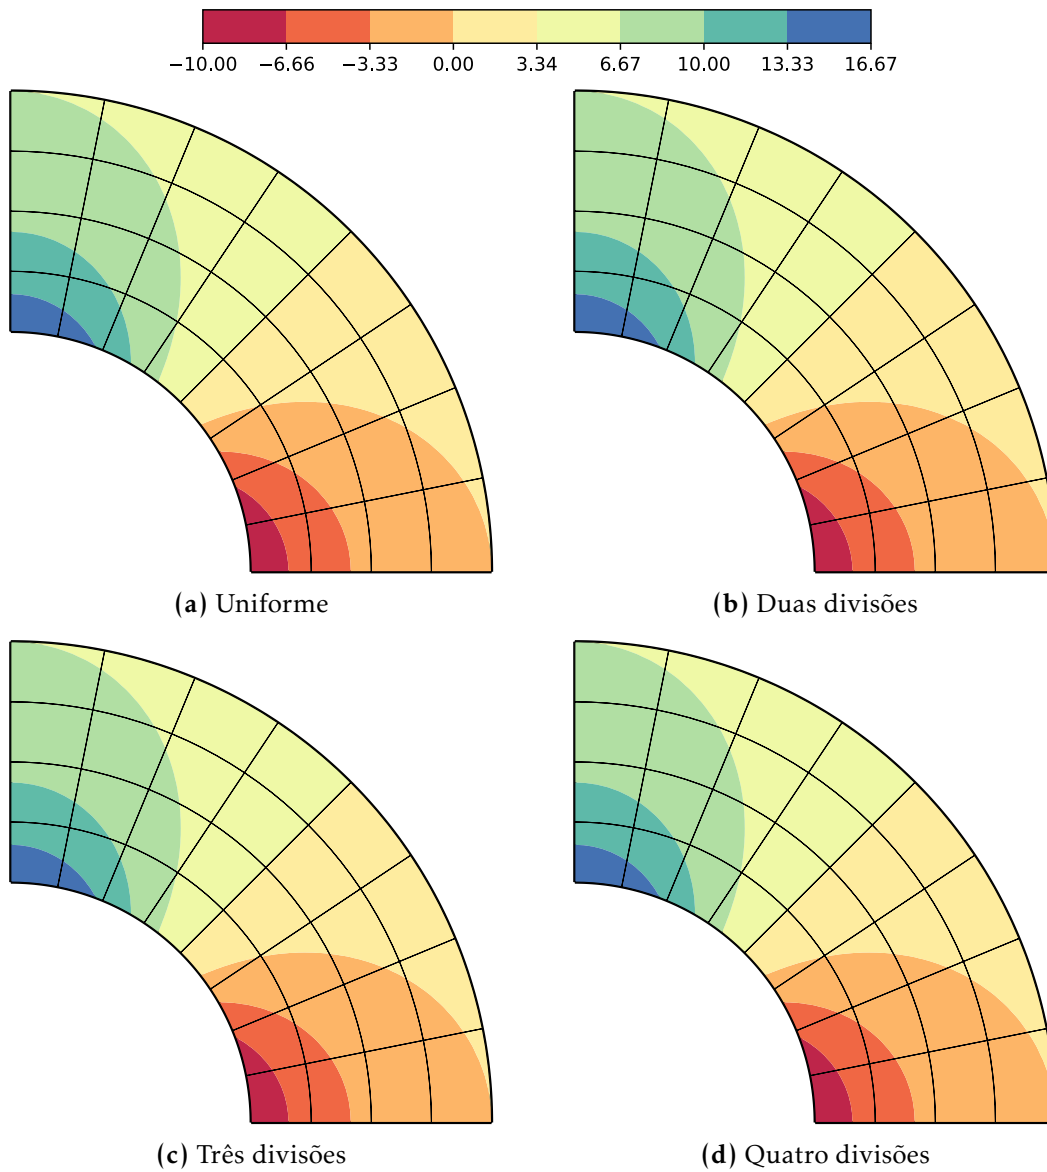 −10.00 −6.66 −3.33 0.00 3.34 6.67 10.00 13.33 16.67
(a) Uniforme
(b) Duas divisões
(c) Três divisões
(d) Quatro divisões